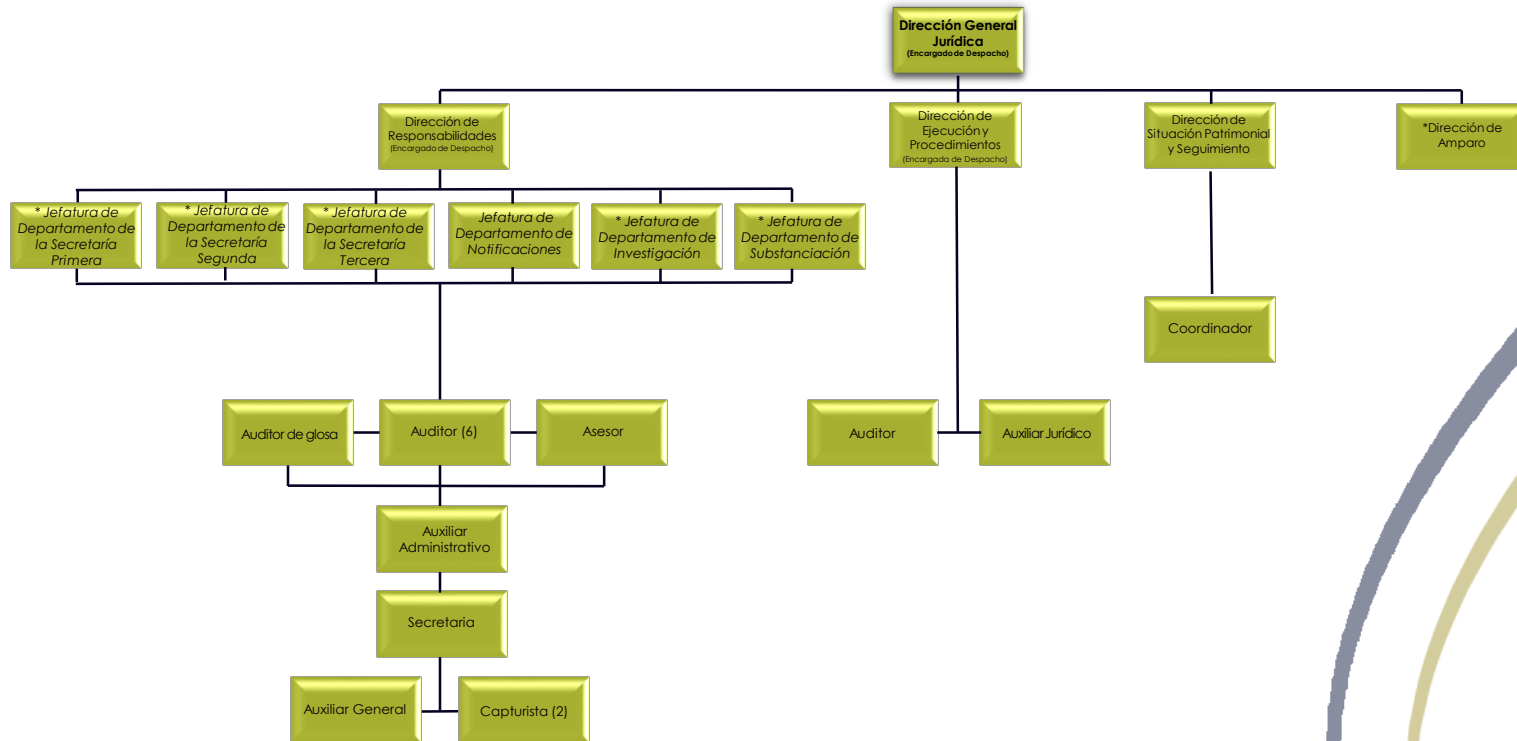 Dirección General
Jurídica
(Encargado de Despacho)
Dirección de
Responsabilidades
(Encargado de Despacho)
Dirección de
Ejecución y
Procedimientos
(Encargada de Despacho)
Dirección de
Situación Patrimonial
y Seguimiento
*Dirección de
Amparo
* Jefatura de
Departamento de
la Secretaría
Primera
* Jefatura de
Departamento de
la Secretaría
Segunda
* Jefatura de
Departamento de
la Secretaría
Tercera
Jefatura de
Departamento de
Notificaciones
* Jefatura de
Departamento de
Investigación
* Jefatura de
Departamento de
Substanciación
Coordinador
Auditor de glosa
Auditor (6)
Asesor
Auditor
Auxiliar Jurídico
Auxiliar
Administrativo
Secretaria
Auxiliar General
Capturista (2)